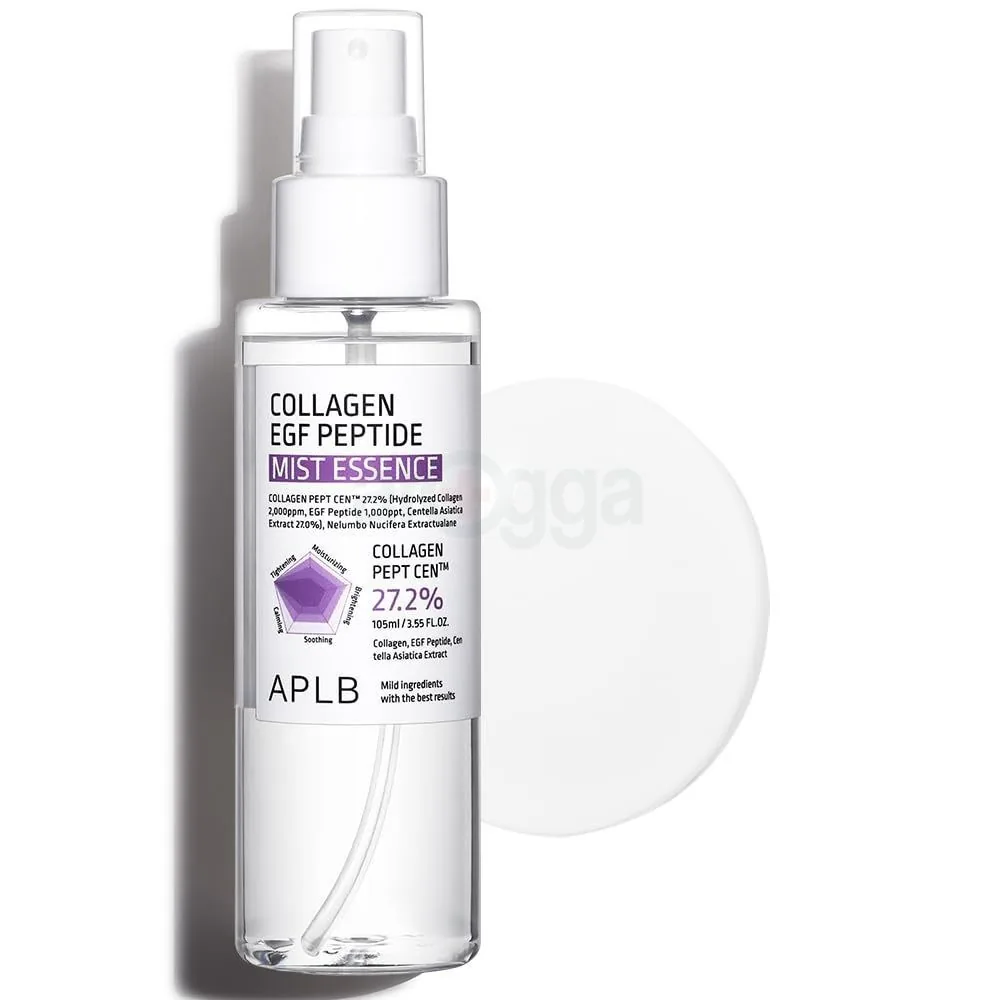 COLLAGEN
EGF PEPTIDE
MIST ESSENCE
COLLAGEN PEPT CEN™ 27.2% (Hydrolyzed Collagen
2,000ppm, EGF Peptide 1,000ppt, Centella Asiatica
Extract 27.0%), Nelumbo Nucifera Extractualane
Tightening
Moisturizing
Brightening
Calming
Soothing
COLLAGEN
PEPT CEN™
27.2%
105ml / 3.55 FL.OZ.
Collagen, EGF Peptide, Cen
tella Asiatica Extract
APLB
Mild ingredients
with the best results